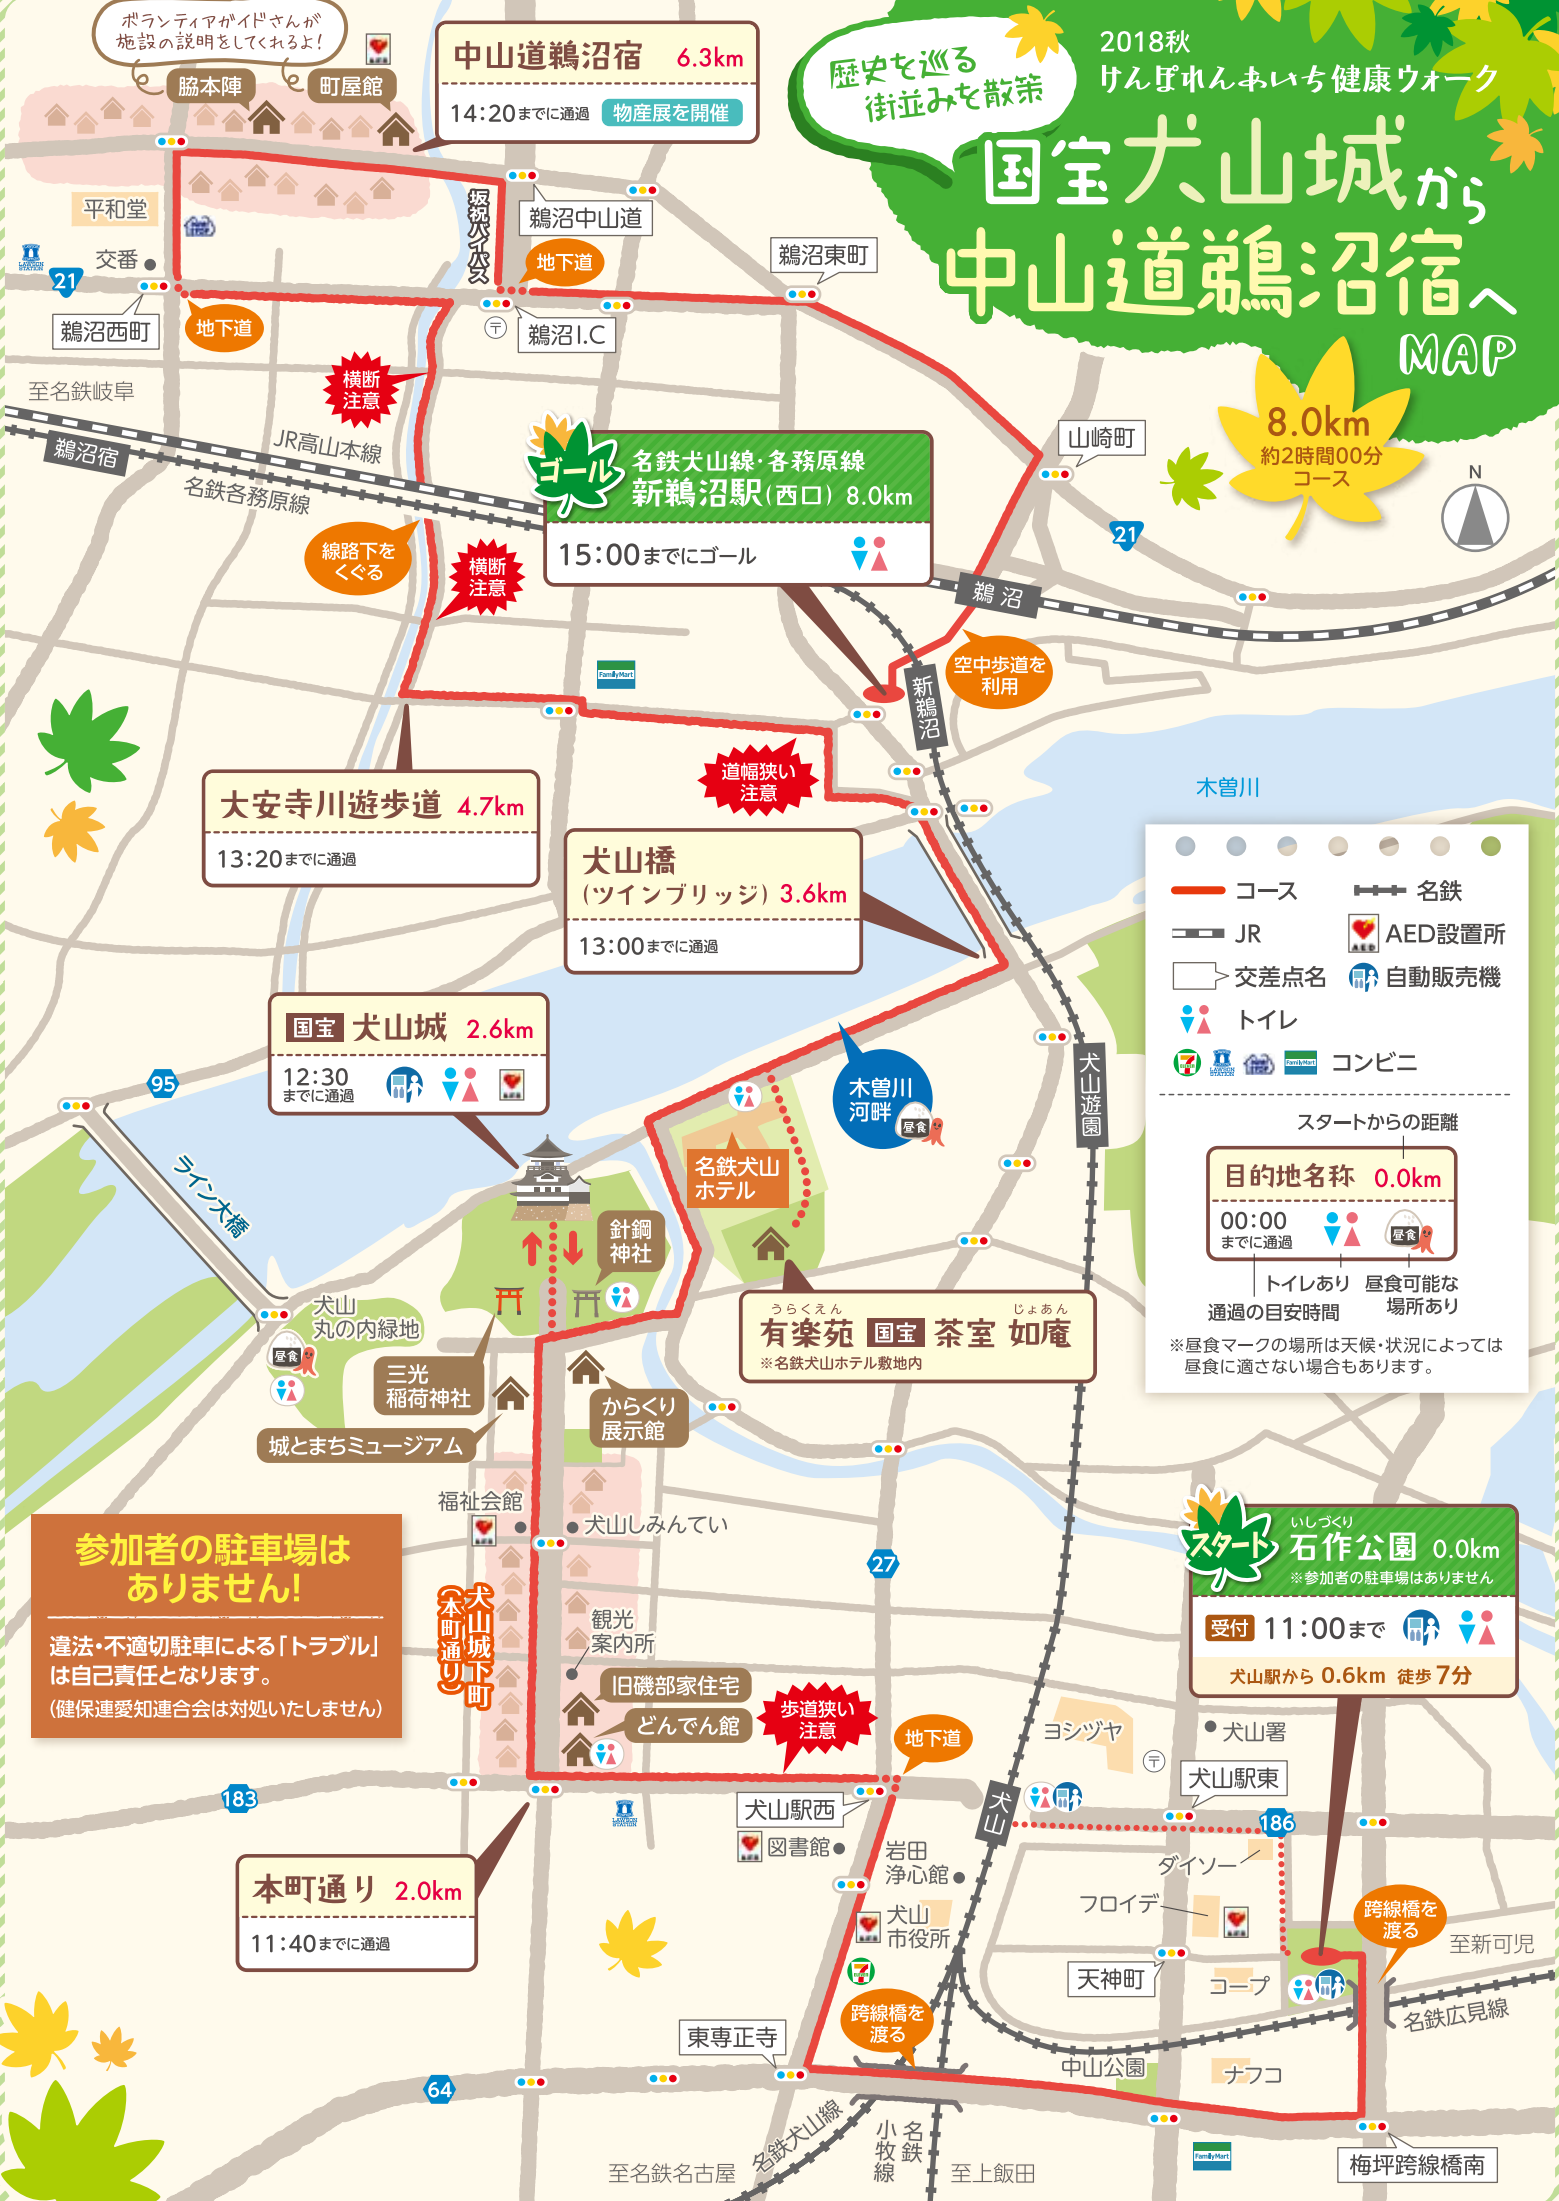 ボランティアガイドさんが
施設の説明をしてくれるよ!
脇本陣
町屋館
中山道鵜沼宿 6.3km
14:20までに通過 物産展を開催
歴史を巡る
街並みを散策
2018秋
けんぽれんあいち健康ウォーク
国宝犬山城から
中山道鵜沼宿へ
MAP
8.0km
約2時間00分
コース
N
平和堂
交番
21
鵜沼西町
地下道
坂祝バイパス
鵜沼中山道
地下道
鵜沼I.C
鵜沼東町
山崎町
21
至名鉄岐阜
鵜沼宿
JR高山本線
名鉄各務原線
横断
注意
線路下を
くぐる
横断
注意
ゴール
名鉄犬山線・各務原線
新鵜沼駅(西口) 8.0km
15:00までにゴール
鵜沼
空中歩道を
利用
新鵜沼
FamilyMart
道幅狭い
注意
大安寺川遊歩道 4.7km
13:20までに通過
犬山橋
(ツインブリッジ) 3.6km
13:00までに通過
木曽川
コース
名鉄
JR
AED設置所
交差点名
自動販売機
トイレ
コンビニ
スタートからの距離
目的地名称 0.0km
00:00
までに通過
昼食
トイレあり
昼食可能な
場所あり
通過の目安時間
※昼食マークの場所は天候・状況によっては
昼食に適さない場合もあります。
国宝 犬山城 2.6km
12:30
までに通過
95
ライン大橋
木曽川
河畔
昼食
犬山遊園
名鉄犬山
ホテル
針綱
神社
犬山
丸の内緑地
昼食
三光
稲荷神社
城とまちミュージアム
からくり
展示館
うらくえん じょあん
有楽苑 国宝 茶室 如庵
※名鉄犬山ホテル敷地内
福祉会館
犬山しみんてい
27
参加者の駐車場は
ありません!
違法・不適切駐車による「トラブル」
は自己責任となります。
(健保連愛知連合会は対処いたしません)
犬山城下町
(本町通り)
観光
案内所
旧磯部家住宅
どんでん館
歩道狭い
注意
地下道
スタート
いしづくり
石作公園 0.0km
※参加者の駐車場はありません
受付 11:00まで
犬山駅から 0.6km 徒歩 7分
ヨシヅヤ
犬山署
犬山駅東
186
183
犬山駅西
図書館
犬山
岩田
浄心館
犬山
市役所
ダイソー
フロイデ
天神町
コープ
跨線橋を
渡る
至新可児
名鉄広見線
本町通り 2.0km
11:40までに通過
東専正寺
跨線橋を
渡る
中山公園
ナフコ
64
名鉄犬山線
名鉄
小牧線
至名鉄名古屋
至上飯田
FamilyMart
梅坪跨線橋南